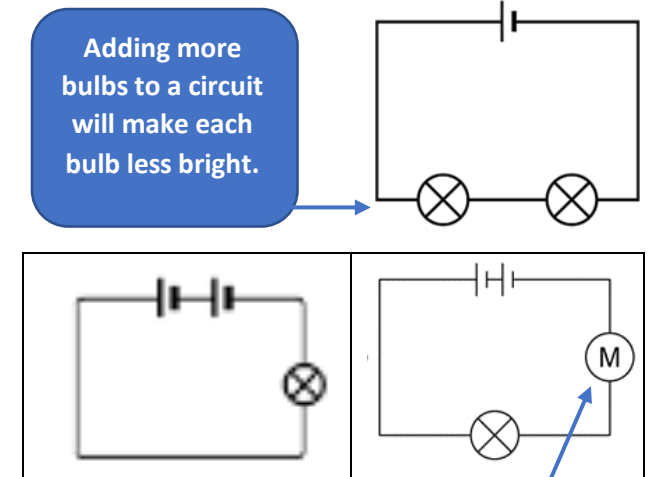 Adding more
bulbs to a circuit
will make each
bulb less bright.
M